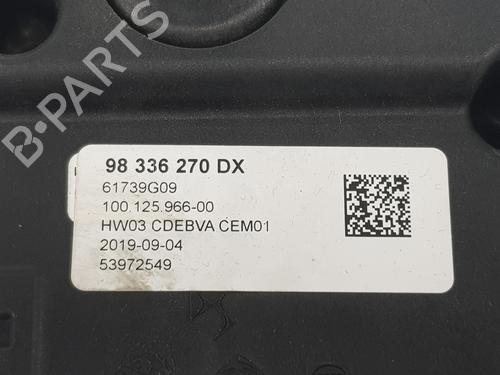 B-PARTS
98 336 270 DX
61739G09
100.125.966-00
HW03 CDEBVA CEM01
2019-09-04
53972549